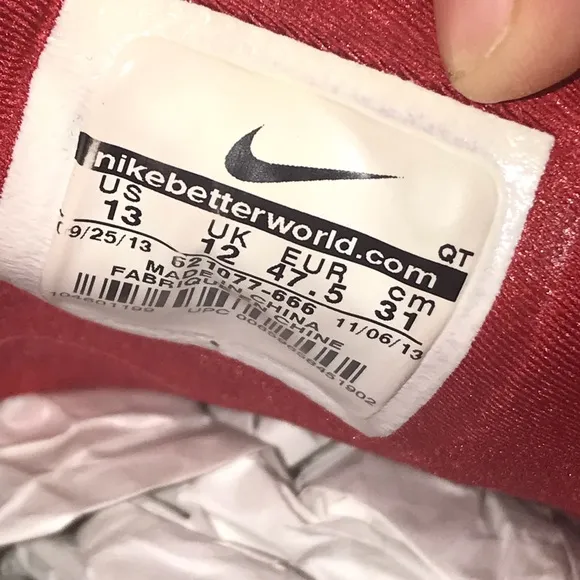 nikebetterworld.com
QT
US UK EUR cm
13 12 47.5 31
9/25/13 11/06/13
621077-666
MADE IN CHINA
FABRIQUE EN CHINE
UPC